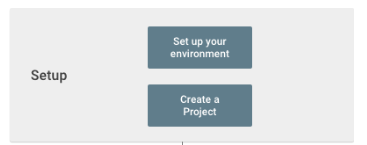 Set up your
environment
Setup
Create a
Project